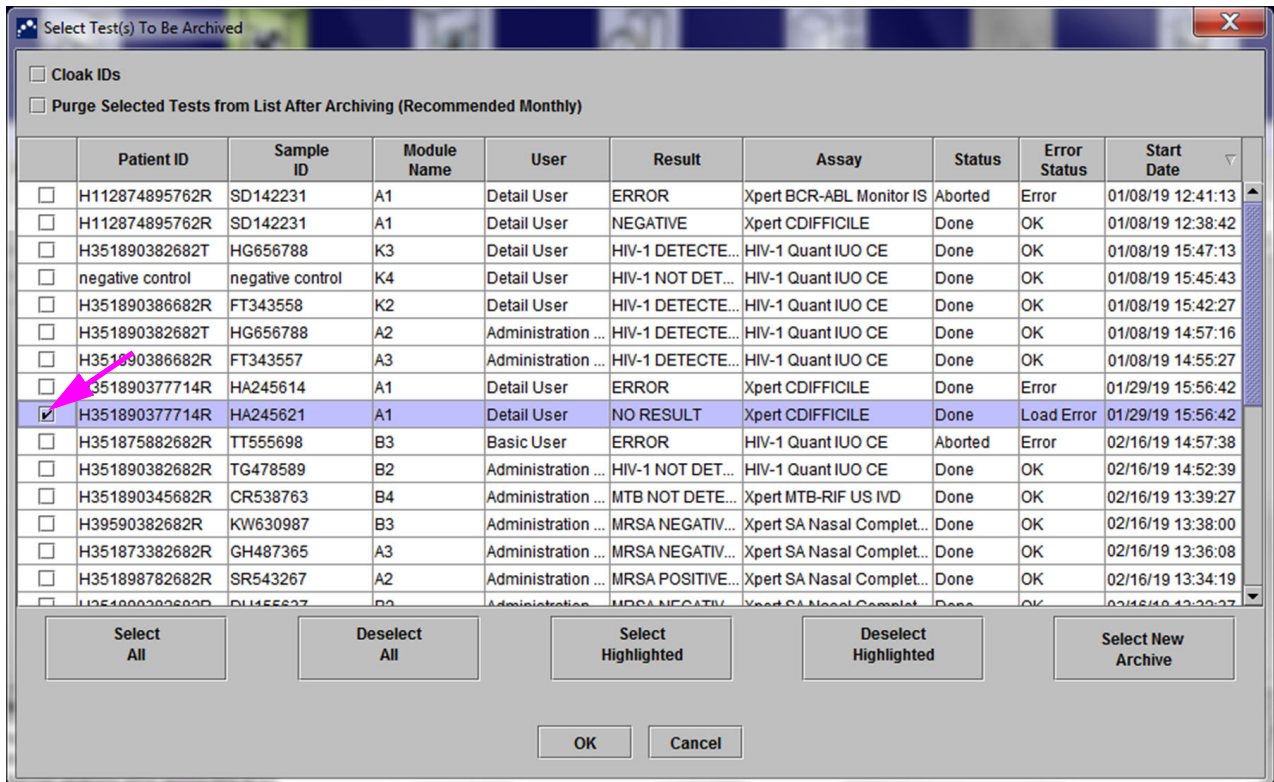 Select Test(s) To Be Archived
Cloak IDs
Purge Selected Tests from List After Archiving (Recommended Monthly)
Patient ID Sample ID Module Name User Result Assay Status Error Status Start Date
H112874895762R SD142231 A1 Detail User ERROR Xpert BCR-ABL Monitor IS Aborted Error 01/08/19 12:41:13
H112874895762R SD142231 A1 Detail User NEGATIVE Xpert CDIFFICILE Done OK 01/08/19 12:38:42
H351890382682T HG656788 K3 Detail User HIV-1 DETECTE... HIV-1 Quant IUO CE Done OK 01/08/19 15:47:13
negative control negative control K4 Detail User HIV-1 NOT DET... HIV-1 Quant IUO CE Done OK 01/08/19 15:45:43
H351890386682R FT343558 K2 Detail User HIV-1 DETECTE... HIV-1 Quant IUO CE Done OK 01/08/19 15:42:27
H351890382682T HG656788 A2 Administration ... HIV-1 DETECTE... HIV-1 Quant IUO CE Done OK 01/08/19 14:57:16
H351890386682R FT343557 A3 Administration ... HIV-1 DETECTE... HIV-1 Quant IUO CE Done OK 01/08/19 14:55:27
351890377714R HA245614 A1 Detail User ERROR Xpert CDIFFICILE Done Error 01/29/19 15:56:42
H351890377714R HA245621 A1 Detail User NO RESULT Xpert CDIFFICILE Done Load Error 01/29/19 15:56:42
H351875882682R TT555698 B3 Basic User ERROR HIV-1 Quant IUO CE Aborted Error 02/16/19 14:57:38
H351890382682R TG478589 B2 Administration ... HIV-1 NOT DET... HIV-1 Quant IUO CE Done OK 02/16/19 14:52:39
H351890345682R CR538763 B4 Administration ... MTB NOT DETE... Xpert MTB-RIF US IVD Done OK 02/16/19 13:39:27
H39590382682R KW630987 B3 Administration ... MRSA NEGATIV... Xpert SA Nasal Complet... Done OK 02/16/19 13:38:00
H351873382682R GH487365 A3 Administration ... MRSA NEGATIV... Xpert SA Nasal Complet... Done OK 02/16/19 13:36:08
H351898782682R SR543267 A2 Administration ... MRSA POSITIVE... Xpert SA Nasal Complet... Done OK 02/16/19 13:34:19
Select All Deselect All Select Highlighted Deselect Highlighted Select New Archive
OK Cancel